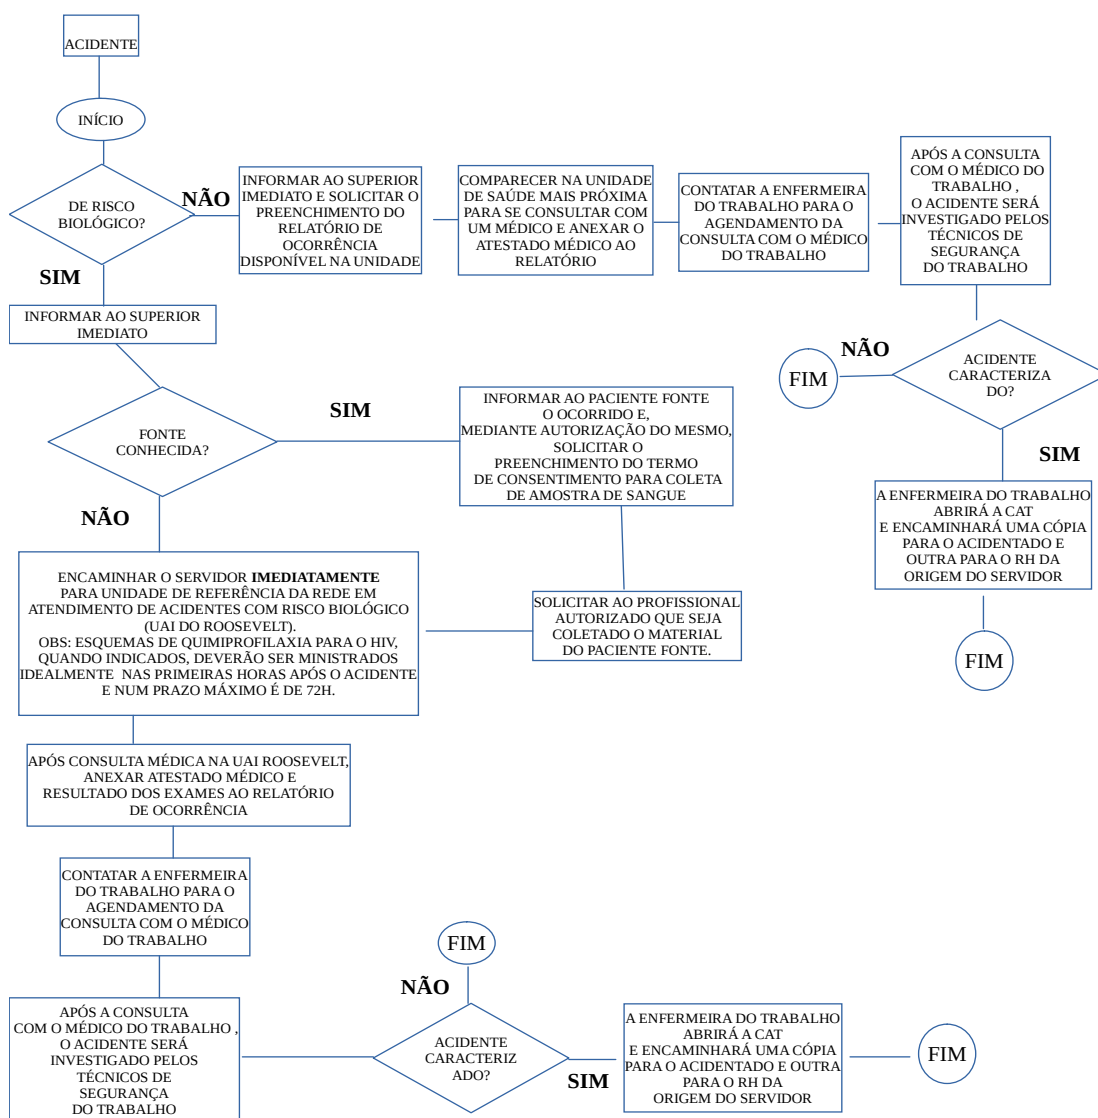 ACIDENTE
INÍCIO
DE RISCO
BIOLÓGICO?
NÃO
INFORMAR AO SUPERIOR
IMEDIATO E SOLICITAR O
PREENCHIMENTO DO
RELATÓRIO DE
OCORRÊNCIA
DISPONÍVEL NA UNIDADE
COMPARECER NA UNIDADE
DE SAÚDE MAIS PRÓXIMA
PARA SE CONSULTAR COM
UM MÉDICO E ANEXAR O
ATESTADO MÉDICO AO
RELATÓRIO
CONTATAR A ENFERMEIRA
DO TRABALHO PARA O
AGENDAMENTO DA
CONSULTA COM O MÉDICO
DO TRABALHO
APÓS A CONSULTA
COM O MÉDICO DO
TRABALHO ,
O ACIDENTE SERÁ
INVESTIGADO PELOS
TÉCNICOS DE
SEGURANÇA
DO TRABALHO
ACIDENTE
CARACTERIZA
DO?
NÃO
FIM
SIM
A ENFERMEIRA DO TRABALHO
ABRIRÁ A CAT
E ENCAMINHARÁ UMA CÓPIA
PARA O ACIDENTADO E
OUTRA PARA O RH DA
ORIGEM DO SERVIDOR
FIM
SIM
INFORMAR AO SUPERIOR
IMEDIATO
FONTE
CONHECIDA?
SIM
INFORMAR AO PACIENTE FONTE
O OCORRIDO E,
MEDIANTE AUTORIZAÇÃO DO MESMO,
SOLICITAR O
PREENCHIMENTO DO TERMO
DE CONSENTIMENTO PARA COLETA
DE AMOSTRA DE SANGUE
SOLICITAR AO PROFISSIONAL
AUTORIZADO QUE SEJA
COLETADO O MATERIAL
DO PACIENTE FONTE.
NÃO
ENCAMINHAR O SERVIDOR IMEDIATAMENTE
PARA UNIDADE DE REFERÊNCIA DA REDE EM
ATENDIMENTO DE ACIDENTES COM RISCO BIOLÓGICO
(UAI DO ROOSEVELT).
OBS: ESQUEMAS DE QUIMIPROFILAXIA PARA O HIV,
QUANDO INDICADOS, DEVERÃO SER MINISTRADOS
IDEALMENTE NAS PRIMEIRAS HORAS APÓS O ACIDENTE
E NUM PRAZO MÁXIMO É DE 72H.
APÓS CONSULTA MÉDICA NA UAI ROOSEVELT,
ANEXAR ATESTADO MÉDICO E
RESULTADO DOS EXAMES AO RELATÓRIO
DE OCORRÊNCIA
CONTATAR A ENFERMEIRA
DO TRABALHO PARA O
AGENDAMENTO DA
CONSULTA COM O MÉDICO
DO TRABALHO
APÓS A CONSULTA
COM O MÉDICO DO TRABALHO ,
O ACIDENTE SERÁ
INVESTIGADO PELOS
TÉCNICOS DE
SEGURANÇA
DO TRABALHO
ACIDENTE
CARACTERIZ
ADO?
NÃO
FIM
SIM
A ENFERMEIRA DO TRABALHO
ABRIRÁ A CAT
E ENCAMINHARÁ UMA CÓPIA
PARA O ACIDENTADO E OUTRA
PARA O RH DA
ORIGEM DO SERVIDOR
FIM